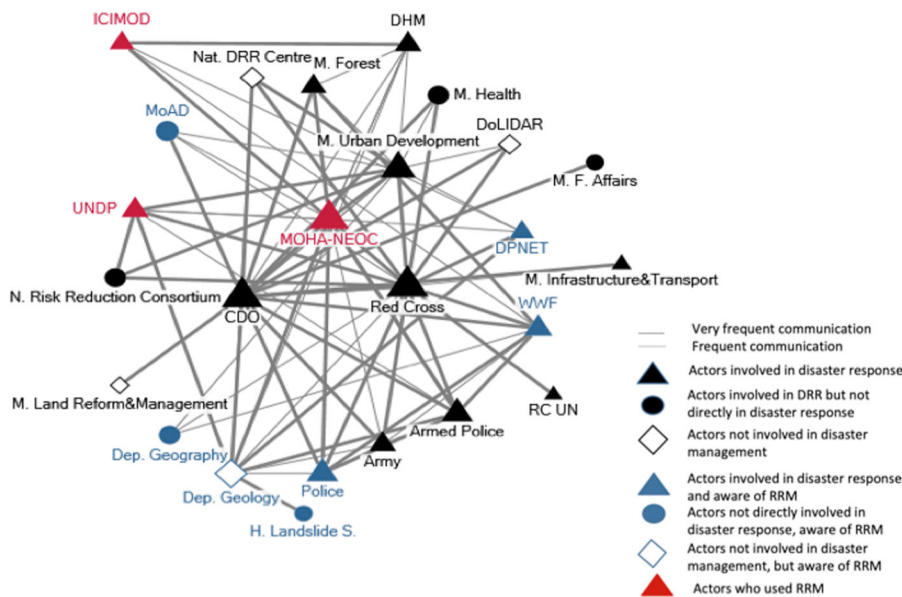 ICIMOD
DHM
Nat. DRR Centre
M. Forest
M. Health
MoAD
DoLIDAR
M. Urban Development
M. F. Affairs
UNDP
MOHA-NEOC
DPNET
M. Infrastructure&Transport
N. Risk Reduction Consortium
CDO
Red Cross
WWF
M. Land Reform&Management
RC UN
Armed Police
Army
Dep. Geography
Dep. Geology
Police
H. Landslide S.
Very frequent communication
Frequent communication
Actors involved in disaster response
Actors involved in DRR but not
directly in disaster response
Actors not involved in disaster
management
Actors involved in disaster response
and aware of RRM
Actors not directly involved in
disaster response, aware of RRM
Actors not involved in disaster
management, but aware of RRM
Actors who used RRM